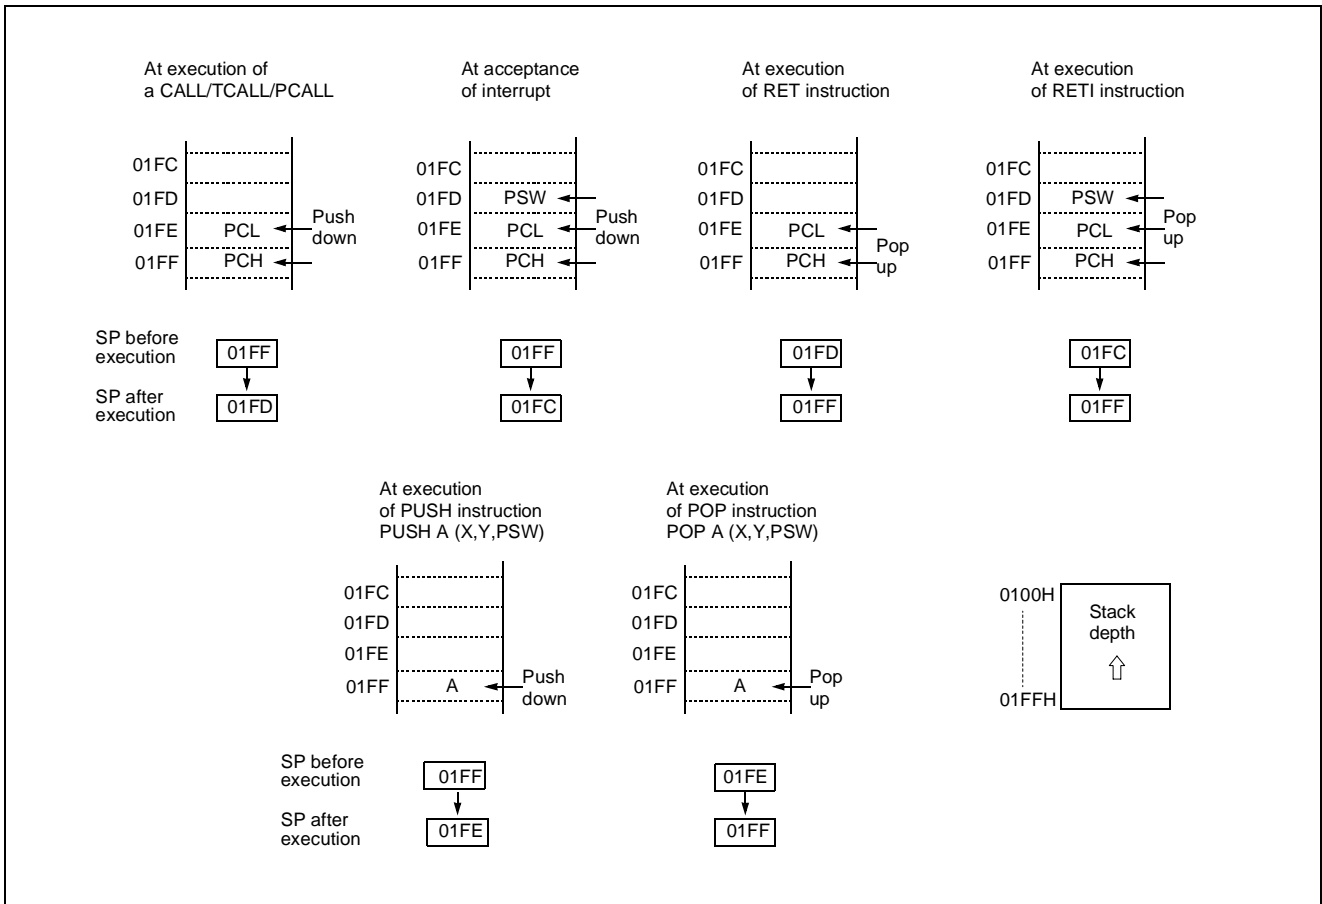 At execution of
a CALL/TCALL/PCALL
01FC
01FD
01FE PCL
01FF PCH
Push
down
At acceptance
of interrupt
01FC
01FD PSW
01FE PCL
01FF PCH
Push
down
At execution
of RET instruction
01FC
01FD
01FE PCL
01FF PCH
Pop
up
At execution
of RETI instruction
01FC
01FD PSW
01FE PCL
01FF PCH
Pop
up
SP before
execution
01FF
01FF
01FD
01FC
SP after
execution
01FD
01FC
01FF
01FF
At execution
of PUSH instruction
PUSH A (X,Y,PSW)
01FC
01FD
01FE
01FF A
Push
down
At execution
of POP instruction
POP A (X,Y,PSW)
01FC
01FD
01FE
01FF A
Pop
up
0100H
Stack
depth
01FFH
SP before
execution
01FF
01FE
SP after
execution
01FE
01FF